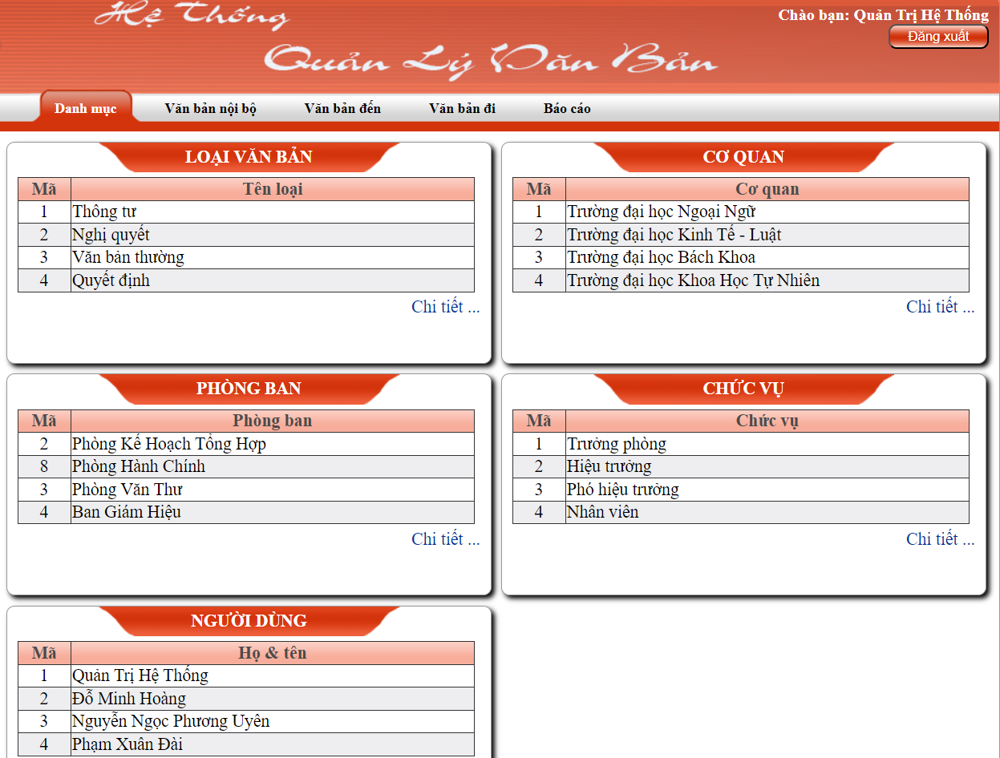 Hệ Thống
Quản Lý Văn Bản
Chào bạn: Quản Trị Hệ Thống
Đăng xuất
Danh mục Văn bản nội bộ Văn bản đến Văn bản đi Báo cáo
LOẠI VĂN BẢN
Mã Tên loại
1 Thông tư
2 Nghị quyết
3 Văn bản thường
4 Quyết định
Chi tiết ...
CƠ QUAN
Mã Cơ quan
1 Trường đại học Ngoại Ngữ
2 Trường đại học Kinh Tế - Luật
3 Trường đại học Bách Khoa
4 Trường đại học Khoa Học Tự Nhiên
Chi tiết ...
PHÒNG BAN
Mã Phòng ban
2 Phòng Kế Hoạch Tổng Hợp
8 Phòng Hành Chính
3 Phòng Văn Thư
4 Ban Giám Hiệu
Chi tiết ...
CHỨC VỤ
Mã Chức vụ
1 Trưởng phòng
2 Hiệu trưởng
3 Phó hiệu trưởng
4 Nhân viên
Chi tiết ...
NGƯỜI DÙNG
Mã Họ & tên
1 Quản Trị Hệ Thống
2 Đỗ Minh Hoàng
3 Nguyễn Ngọc Phương Uyên
4 Phạm Xuân Đài